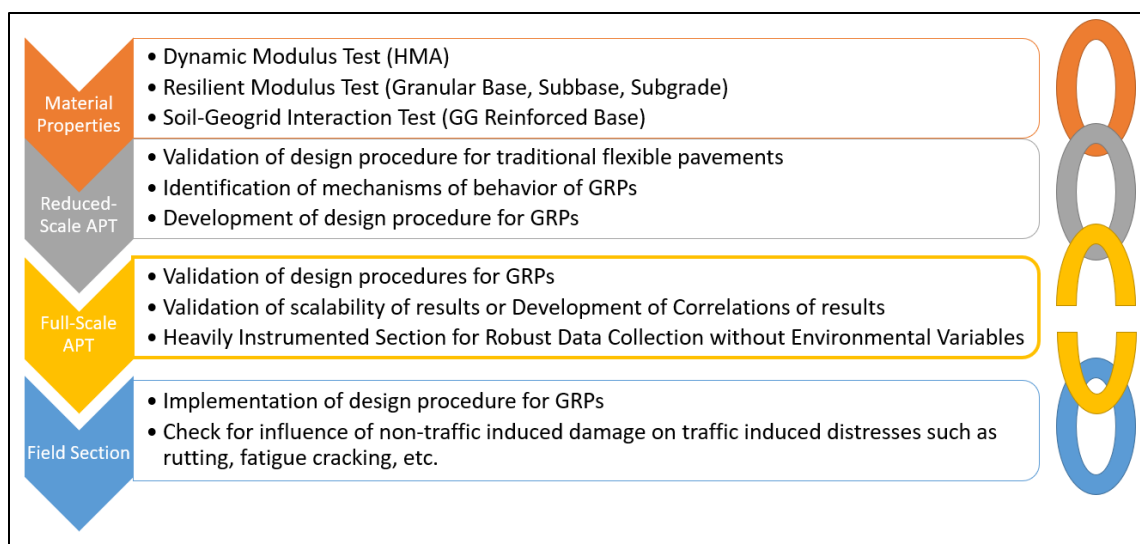 Material
Properties
• Dynamic Modulus Test (HMA)
• Resilient Modulus Test (Granular Base, Subbase, Subgrade)
• Soil-Geogrid Interaction Test (GG Reinforced Base)
Reduced-
Scale APT
• Validation of design procedure for traditional flexible pavements
• Identification of mechanisms of behavior of GRPs
• Development of design procedure for GRPs
Full-Scale
APT
• Validation of design procedures for GRPs
• Validation of scalability of results or Development of Correlations of results
• Heavily Instrumented Section for Robust Data Collection without Environmental Variables
Field Section
• Implementation of design procedure for GRPs
• Check for influence of non-traffic induced damage on traffic induced distresses such as
rutting, fatigue cracking, etc.